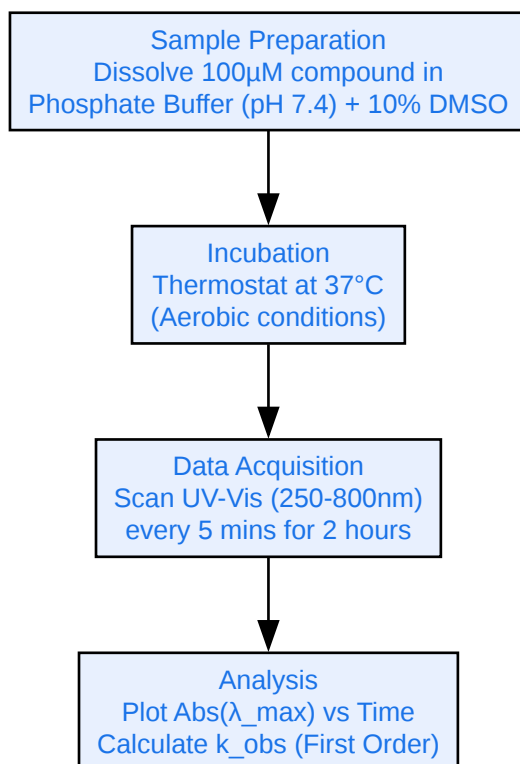 Sample Preparation
Dissolve 100µM compound in
Phosphate Buffer (pH 7.4) + 10% DMSO
Incubation
Thermostat at 37°C
(Aerobic conditions)
Data Acquisition
Scan UV-Vis (250-800nm)
every 5 mins for 2 hours
Analysis
Plot Abs(λ_max) vs Time
Calculate k_obs (First Order)